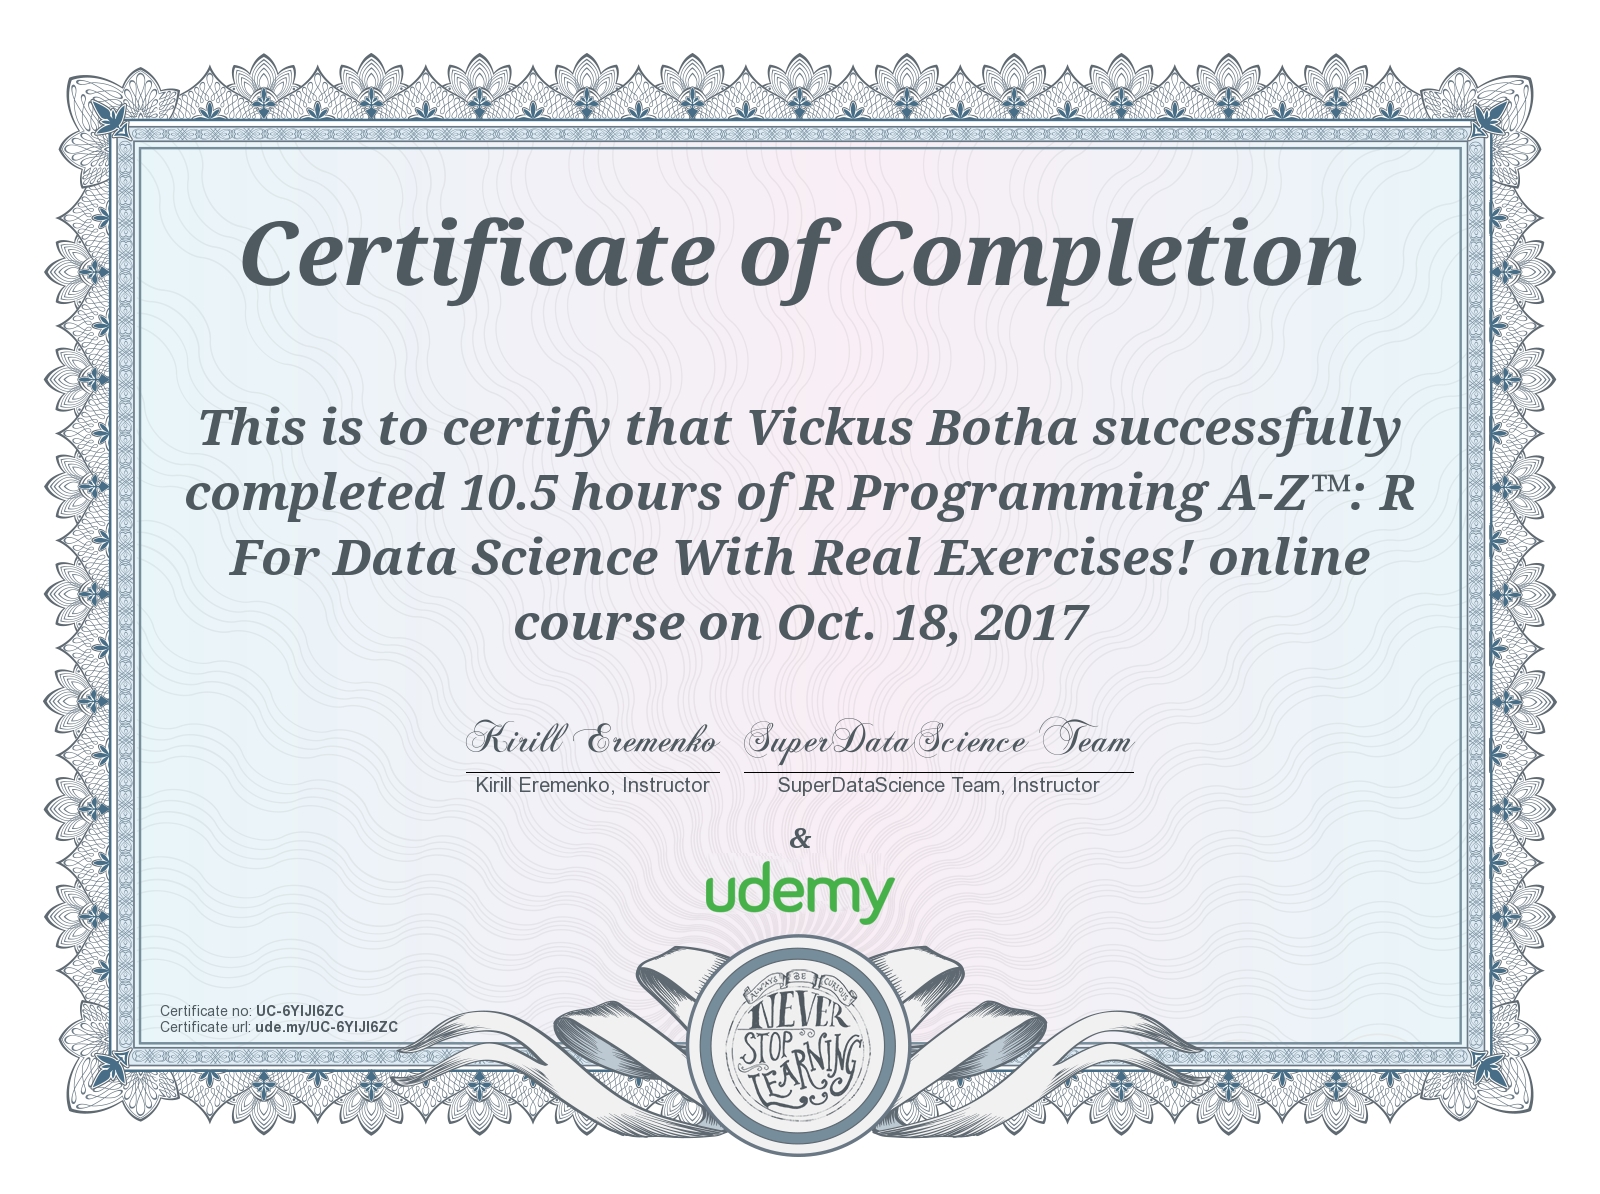 Certificate of Completion
This is to certify that Vickus Botha successfully
completed 10.5 hours of R Programming A-Z™: R
For Data Science With Real Exercises! online
course on Oct. 18, 2017
Kirill Eremenko SuperDataScience Team
Kirill Eremenko, Instructor SuperDataScience Team, Instructor
&
udemy
Certificate no: UC-6YIJI6ZC
Certificate url: ude.my/UC-6YIJI6ZC
ALWAYS BE CURIOUS
NEVER
STOP
LEARNING